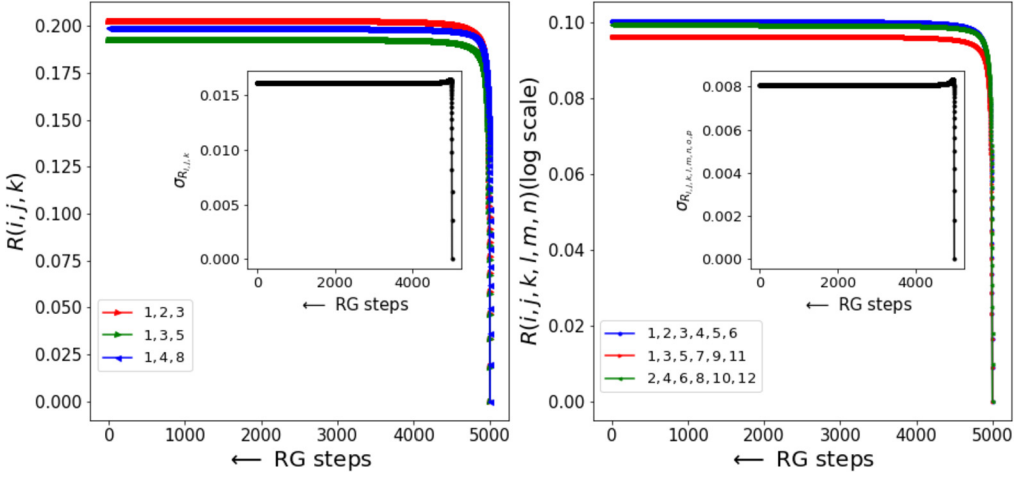 0.200
0.175
0.150
0.125
0.100
0.075
0.050
0.025
0.000
R(i, j, k)
0.015
0.010
0.005
0.000
σ_{R_{i,j,k}}
0 2000 4000
⟵ RG steps
1, 2, 3
1, 3, 5
1, 4, 8
0 1000 2000 3000 4000 5000
⟵ RG steps
0.10
0.08
0.06
0.04
0.02
0.00
R(i, j, k, l, m, n)(log scale)
0.008
0.006
0.004
0.002
0.000
σ_{R_{i,j,k,l,m,n,o,p}}
0 2000 4000
⟵ RG steps
1, 2, 3, 4, 5, 6
1, 3, 5, 7, 9, 11
2, 4, 6, 8, 10, 12
0 1000 2000 3000 4000 5000
⟵ RG steps